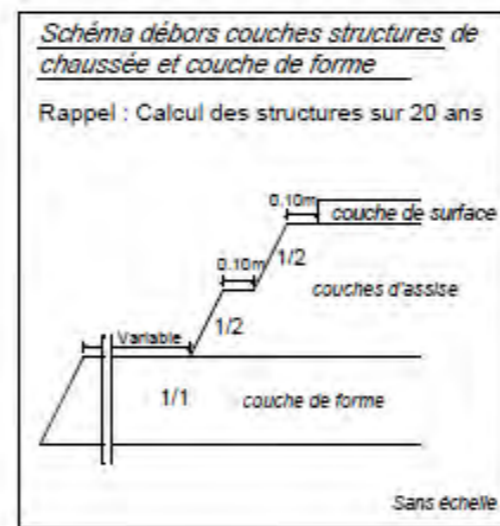 Schéma débors couches structures de
chaussée et couche de forme
Rappel : Calcul des structures sur 20 ans
0.10m
couche de surface
1/2
0.10m
couches d'assise
1/2
Variable
1/1
couche de forme
Sans échelle